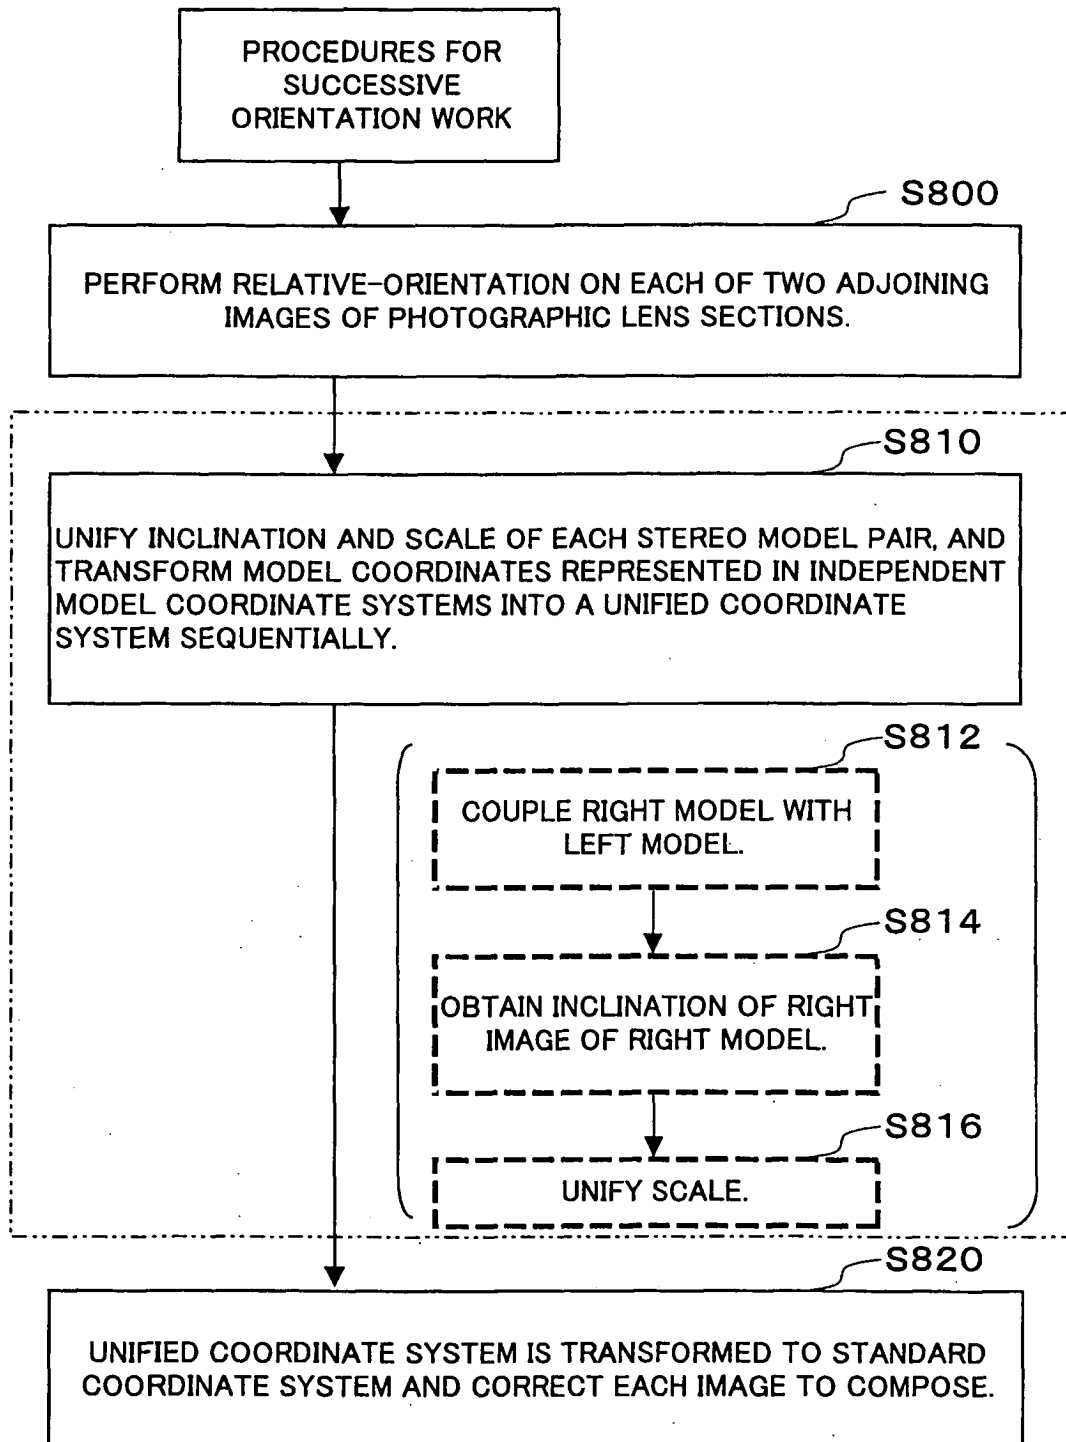 PROCEDURES FOR
SUCCESSIVE
ORIENTATION WORK
S800
PERFORM RELATIVE-ORIENTATION ON EACH OF TWO ADJOINING
IMAGES OF PHOTOGRAPHIC LENS SECTIONS.
S810
UNIFY INCLINATION AND SCALE OF EACH STEREO MODEL PAIR, AND
TRANSFORM MODEL COORDINATES REPRESENTED IN INDEPENDENT
MODEL COORDINATE SYSTEMS INTO A UNIFIED COORDINATE
SYSTEM SEQUENTIALLY.
S812
COUPLE RIGHT MODEL WITH
LEFT MODEL.
S814
OBTAIN INCLINATION OF RIGHT
IMAGE OF RIGHT MODEL.
S816
UNIFY SCALE.
S820
UNIFIED COORDINATE SYSTEM IS TRANSFORMED TO STANDARD
COORDINATE SYSTEM AND CORRECT EACH IMAGE TO COMPOSE.